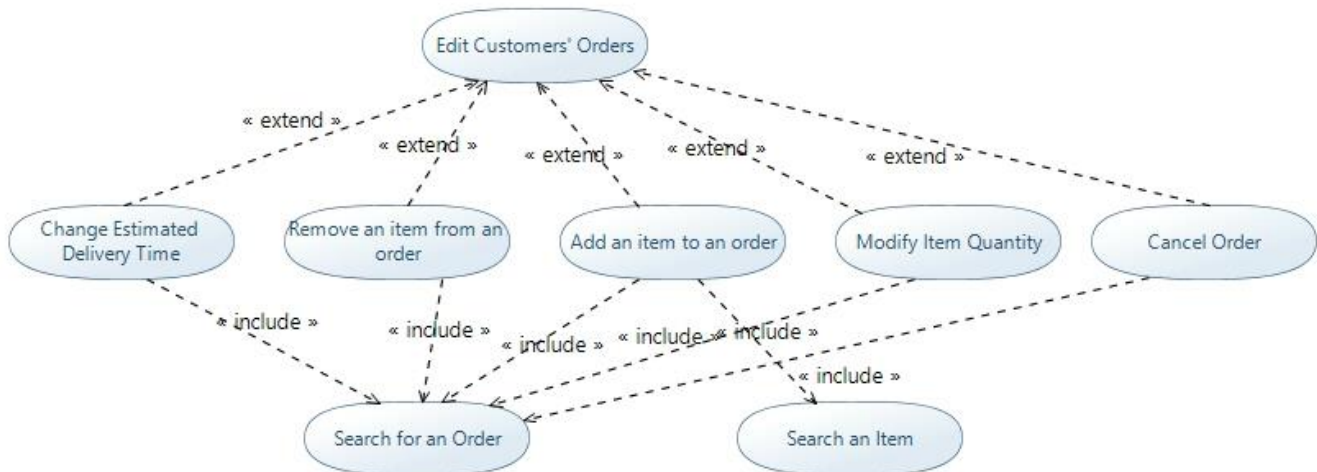 Edit Customers' Orders
« extend »
« extend »
« extend »
« extend »
« extend »
Change Estimated
Delivery Time
Remove an item from an
order
Add an item to an order
Modify Item Quantity
Cancel Order
« include »
« include »
« include »
« include »
« include »
« include »
Search for an Order
Search an Item